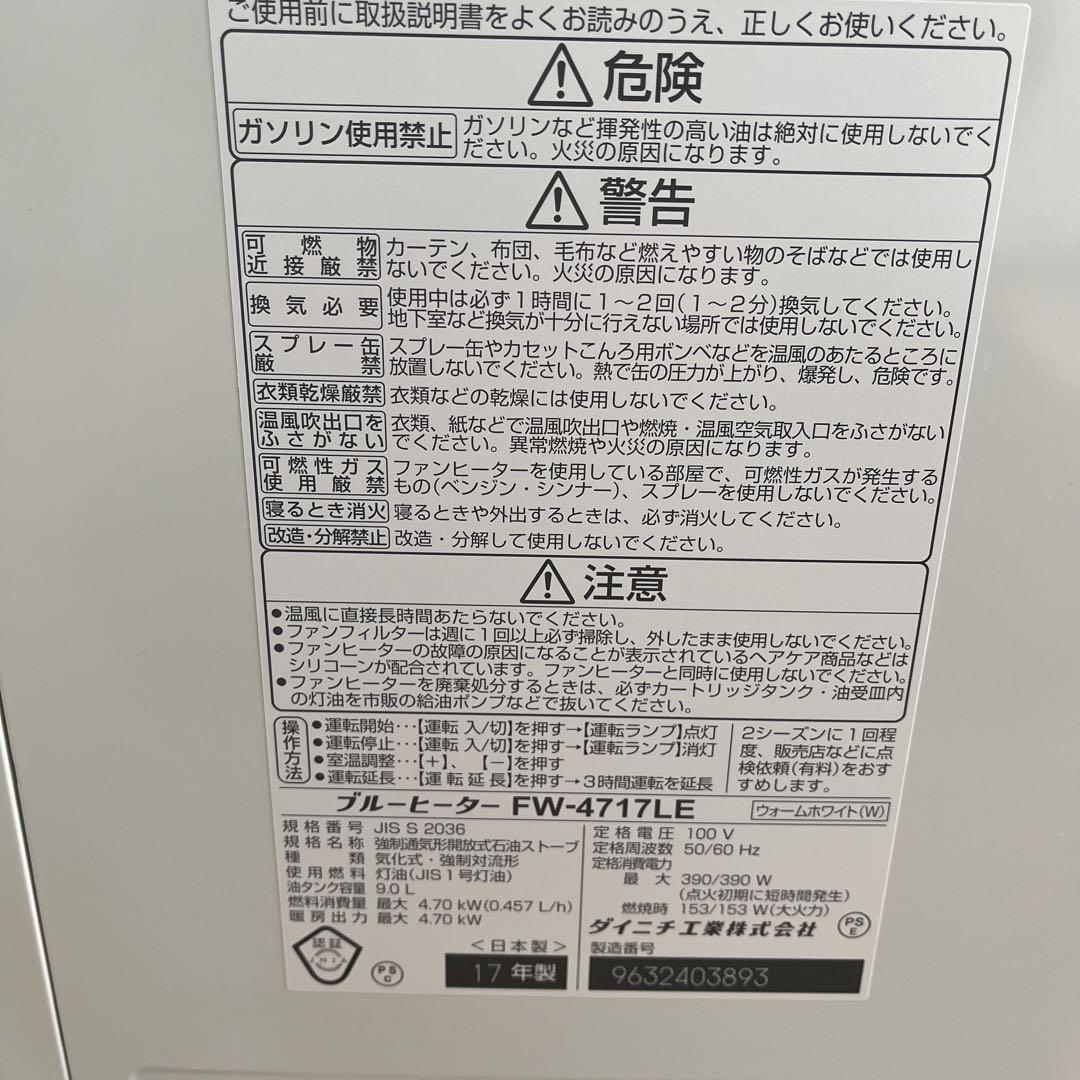 ご使用前に取扱説明書をよくお読みのうえ、正しくお使いください。
危険
ガソリン使用禁止
ガソリンなど揮発性の高い油は絶対に使用しないでく
ださい。火災の原因になります。
警告
可燃物
近接厳禁
カーテン、布団、毛布など燃えやすい物のそばなどでは使用し
ないでください。火災の原因になります。
換気必要
使用中は必ず1時間に1〜2回(1〜2分)換気してください。
地下室など換気が十分に行えない場所では使用しないでください。
スプレー缶
厳禁
スプレー缶やカセットこんろ用ボンベなどを温風のあたるところに
放置しないでください。熱で缶の圧力が上がり、爆発し、危険です。
衣類乾燥厳禁
衣類などの乾燥には使用しないでください。
温風吹出口を
ふさがない
衣類、紙などで温風吹出口や燃焼・温風空気取入口をふさがない
でください。異常燃焼や火災の原因になります。
可燃性ガス
使用厳禁
ファンヒーターを使用している部屋で、可燃性ガスが発生する
もの(ベンジン・シンナー)、スプレーを使用しないでください。
寝るとき消火
寝るときや外出するときは、必ず消火してください。
改造・分解禁止
改造・分解して使用しないでください。
注意
●温風に直接長時間あたらないでください。
●ファンフィルターは週に1回以上必ず掃除し、外したまま使用しないでください。
●ファンヒーターの故障の原因になることが表示されているヘアケア商品などは
シリコーンが配合されています。ファンヒーターと同時に使用しないでください。
●ファンヒーターを廃棄処分するときは、必ずカートリッジタンク・油受皿内
の灯油を市販の給油ポンプなどで抜いてください。
操作方法
●運転開始…【運転 入/切】を押す→【運転ランプ】点灯
●運転停止…【運転 入/切】を押す→【運転ランプ】消灯
●室温調整…【+】、【−】を押す
●運転延長…【運転延長】を押す→3時間運転を延長
2シーズンに1回程
度、販売店などに点
検依頼(有料)をおす
すめします。
ブルーヒーター FW-4717LE
ウォームホワイト(W)
規格番号 JIS S 2036
規格名称 強制通気形開放式石油ストーブ
種類 気化式・強制対流形
使用燃料 灯油(JIS1号灯油)
油タンク容量 9.0 L
燃料消費量 最大 4.70 kW(0.457 L/h)
暖房出力 最大 4.70 kW
定格電圧 100 V
定格周波数 50/60 Hz
定格消費電力
最大 390/390 W
(点火初期に短時間発生)
燃焼時 153/153 W(大火力)
ダイニチ工業株式会社
PS
E
認証
JHIA
PS
C
<日本製>
17年製
製造番号
9632403893